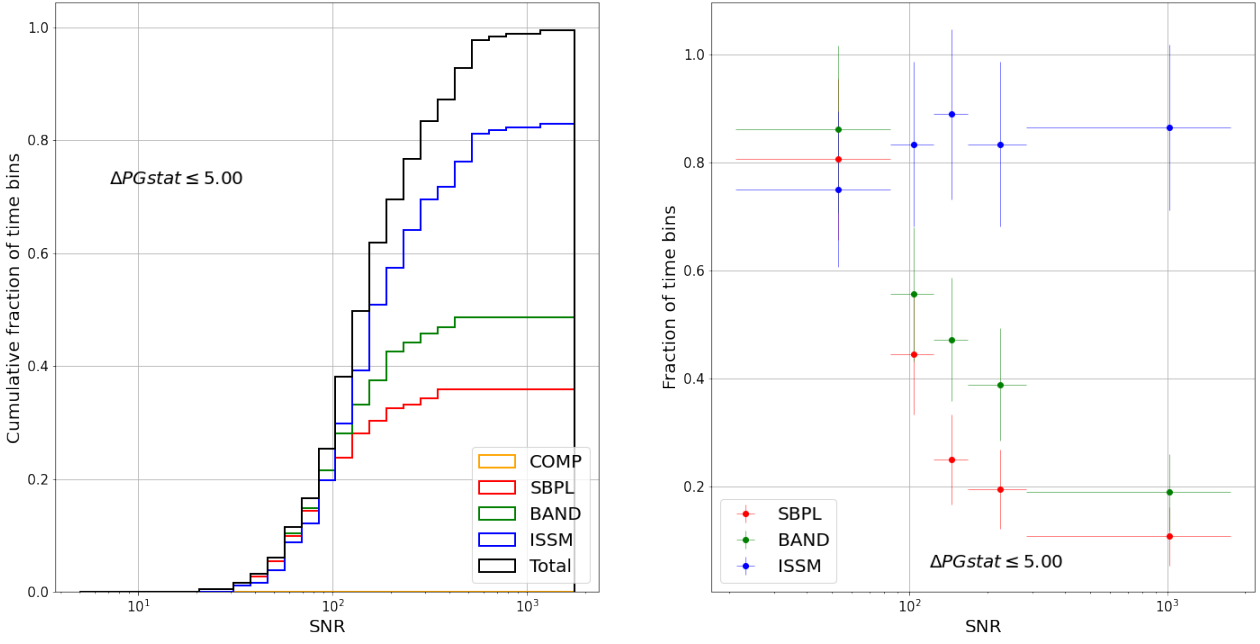 Cumulative fraction of time bins
1.0
0.8
0.6
0.4
0.2
0.0
ΔPGstat ≤ 5.00
COMP
SBPL
BAND
ISSM
Total
10¹
10²
10³
SNR
Fraction of time bins
1.0
0.8
0.6
0.4
0.2
SBPL
BAND
ISSM
ΔPGstat ≤ 5.00
10²
10³
SNR